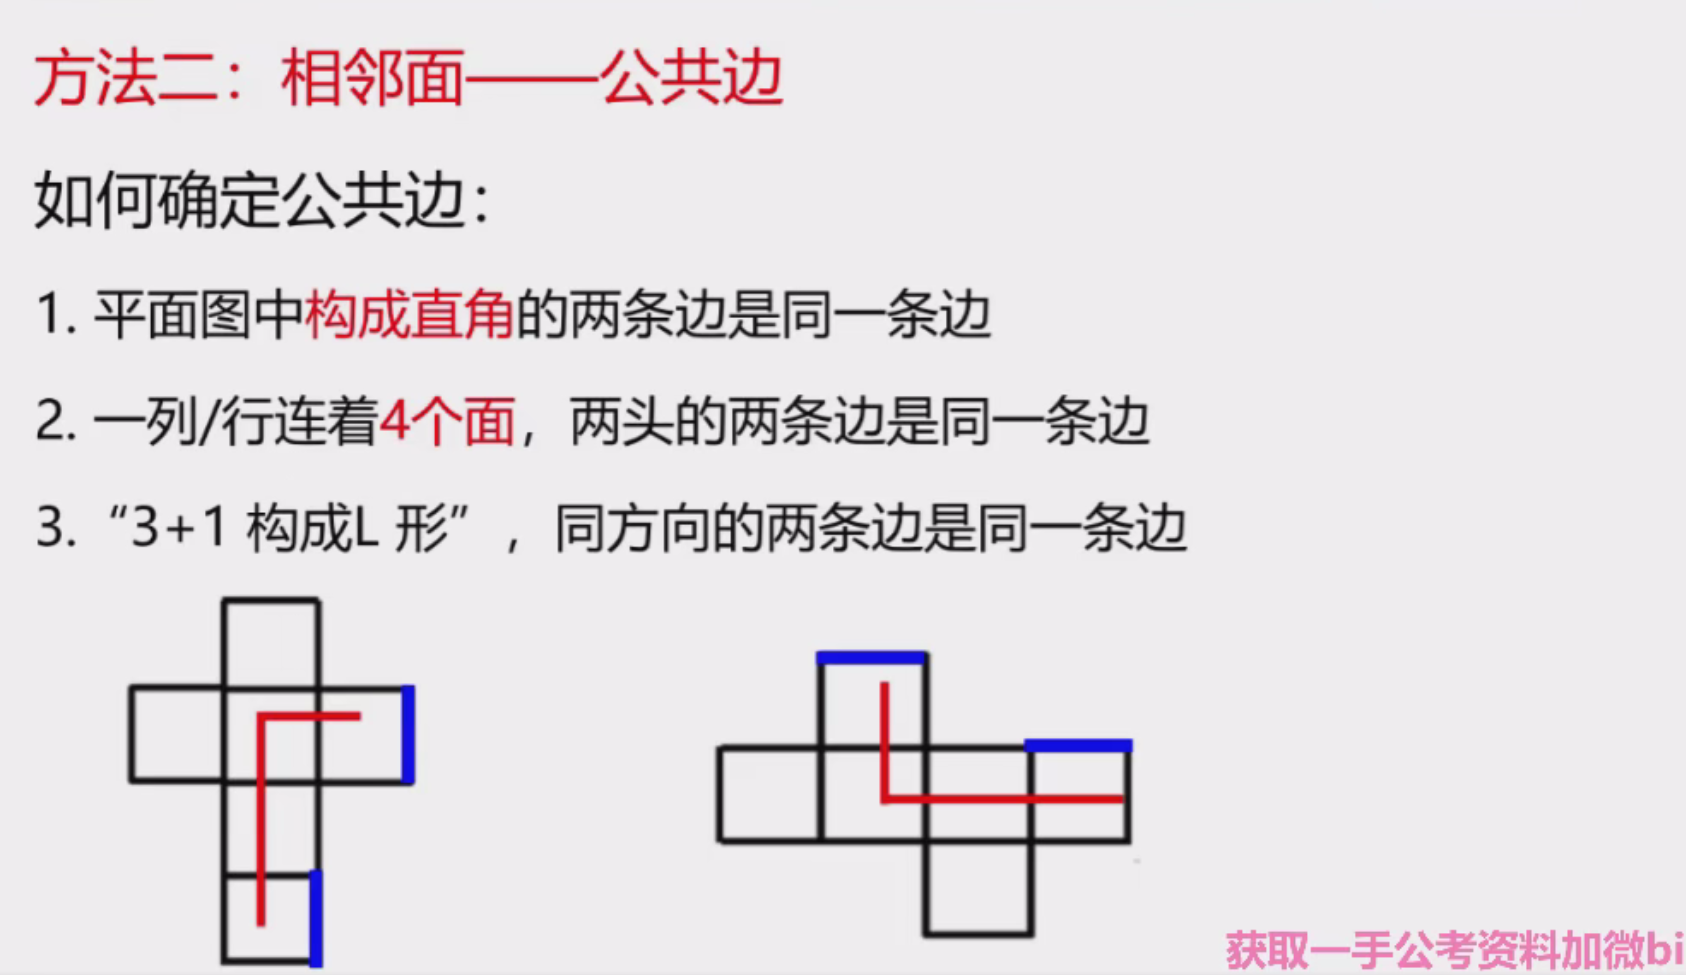 方法二：相邻面——公共边
如何确定公共边：
1. 平面图中构成直角的两条边是同一条边
2. 一列/行连着4个面，两头的两条边是同一条边
3. “3+1 构成L 形”，同方向的两条边是同一条边
获取一手公考资料加微bi